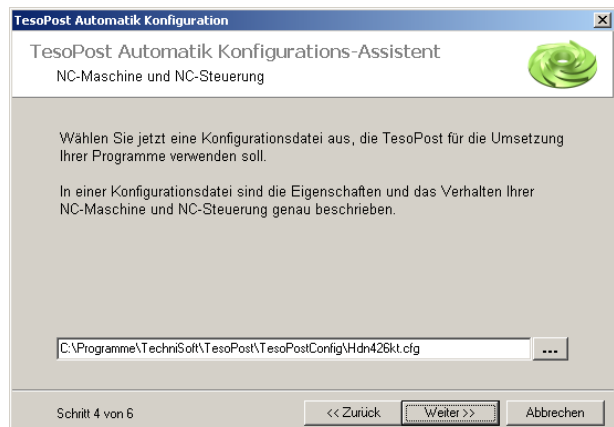 TesoPost Automatik Konfiguration
TesoPost Automatik Konfigurations-Assistent
NC-Maschine und NC-Steuerung
Wählen Sie jetzt eine Konfigurationsdatei aus, die TesoPost für die Umsetzung
Ihrer Programme verwenden soll.
In einer Konfigurationsdatei sind die Eigenschaften und das Verhalten Ihrer
NC-Maschine und NC-Steuerung genau beschrieben.
C:\Programme\TechniSoft\TesoPost\TesoPostConfig\Hdn426kt.cfg
...
Schritt 4 von 6
<< Zurück
Weiter >>
Abbrechen